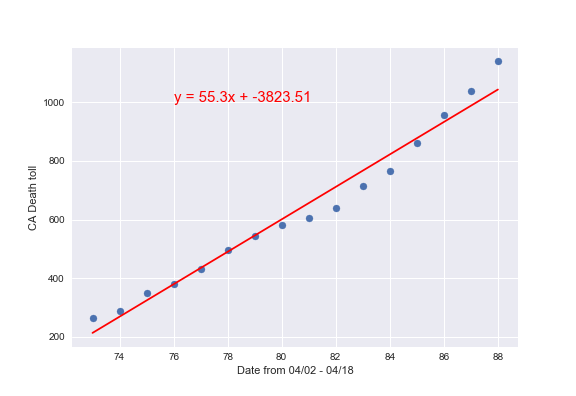 y = 55.3x + -3823.51
CA Death toll
1000
800
600
400
200
74 76 78 80 82 84 86 88
Date from 04/02 - 04/18